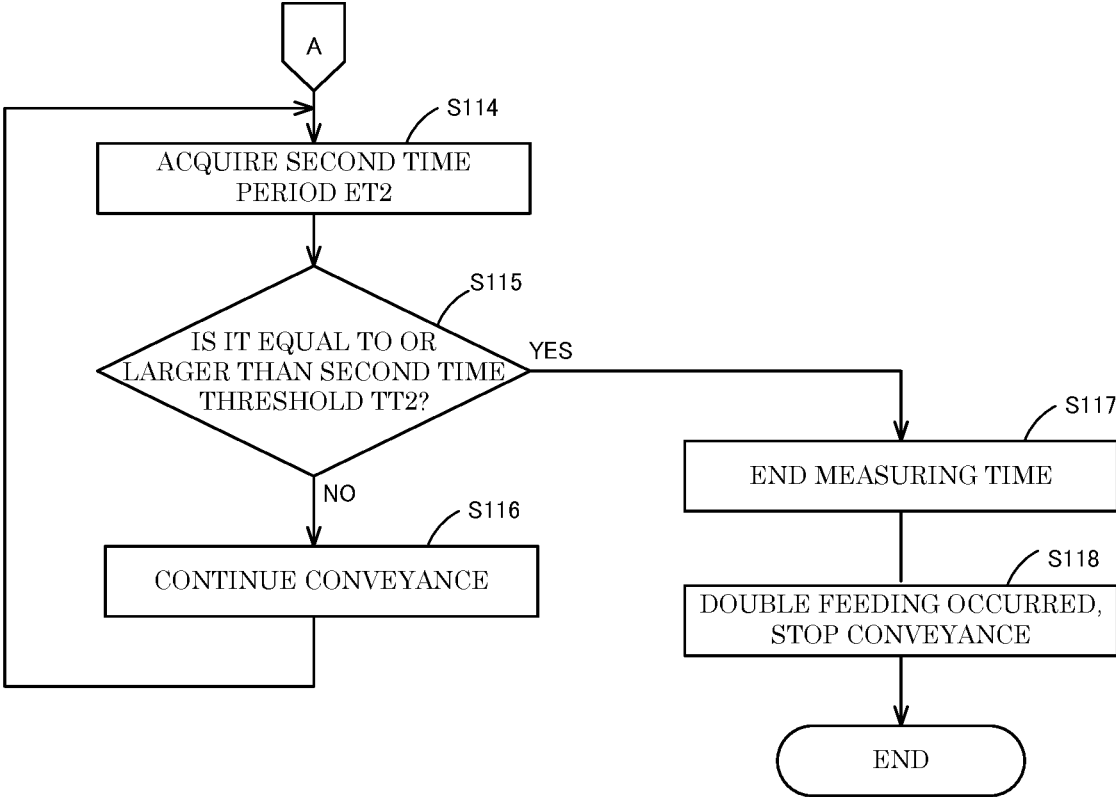 A
S114
ACQUIRE SECOND TIME
PERIOD ET2
S115
IS IT EQUAL TO OR
LARGER THAN SECOND TIME
THRESHOLD TT2?
YES
NO
S116
CONTINUE CONVEYANCE
S117
END MEASURING TIME
S118
DOUBLE FEEDING OCCURRED,
STOP CONVEYANCE
END